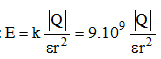 : E = k |Q| / εr² = 9.10⁹ |Q| / εr²